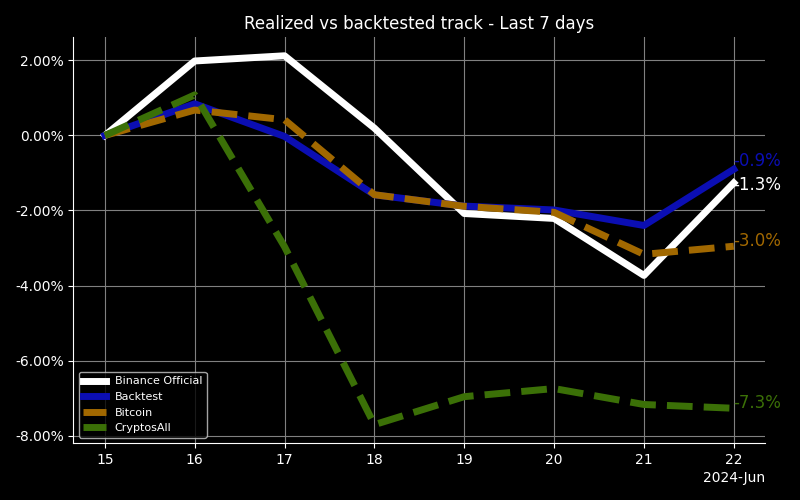 Realized vs backtested track - Last 7 days
2.00%
0.00%
-2.00%
-4.00%
-6.00%
-8.00%
-0.9%
-1.3%
-3.0%
-7.3%
Binance Official
Backtest
Bitcoin
CryptosAll
15 16 17 18 19 20 21 22
2024-Jun